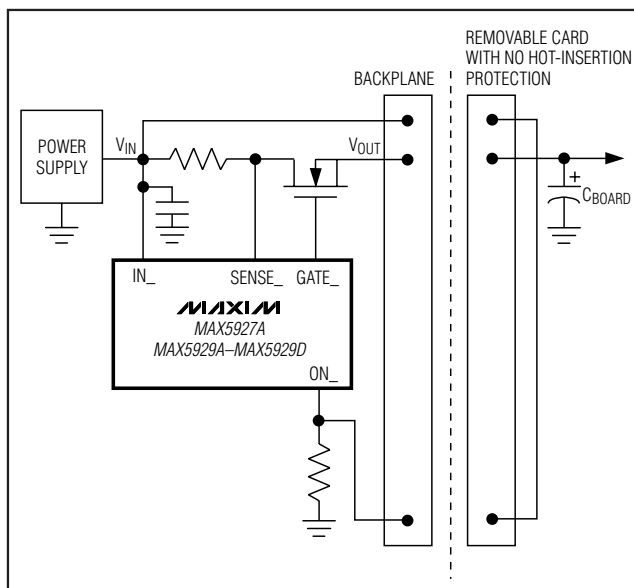 REMOVABLE CARD
WITH NO HOT-INSERTION
PROTECTION
BACKPLANE
POWER
SUPPLY
VIN
VOUT
+
CBOARD
IN_
SENSE_
GATE_
MAXIM
MAX5927A
MAX5929A–MAX5929D
ON_